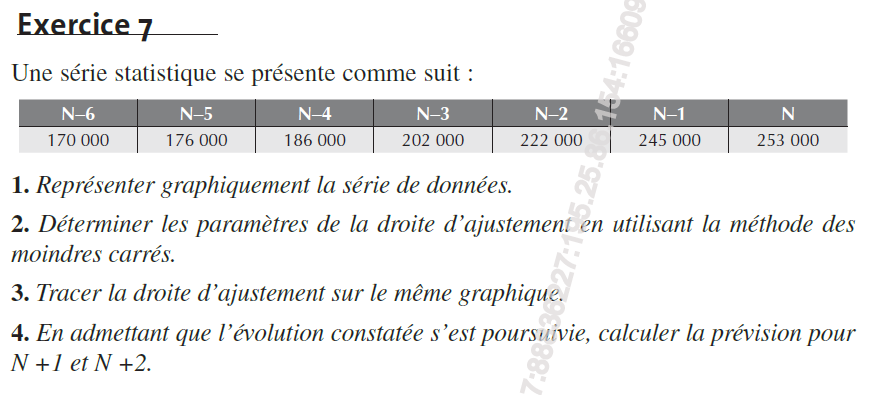 Exercice 7
Une série statistique se présente comme suit :
N–6 N–5 N–4 N–3 N–2 N–1 N
170 000 176 000 186 000 202 000 222 000 245 000 253 000
1. Représenter graphiquement la série de données.
2. Déterminer les paramètres de la droite d'ajustement en utilisant la méthode des
moindres carrés.
3. Tracer la droite d'ajustement sur le même graphique.
4. En admettant que l'évolution constatée s'est poursuivie, calculer la prévision pour
N +1 et N +2.